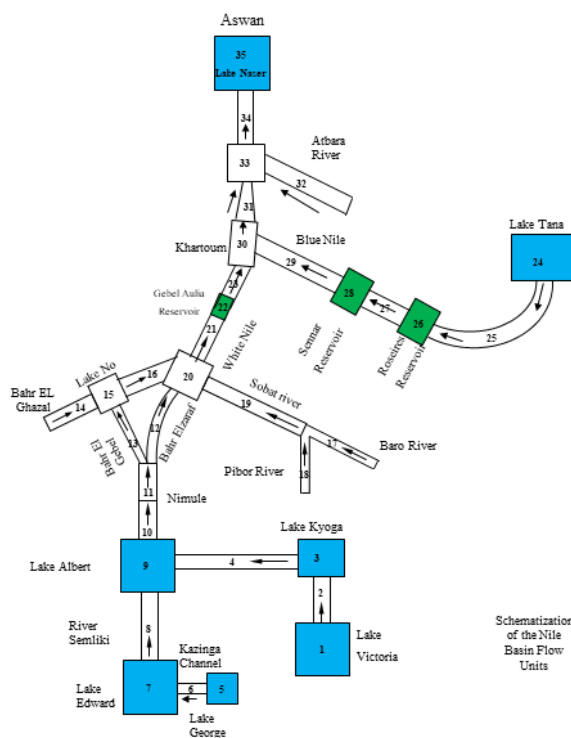 Aswan
35
Lake Nazer
34
Atbara
River
33
32
31
Lake Tana
Khartoum
30
Blue Nile
29
24
23
Gebel Aulia
Reservoir
22
28
27
26
25
21
White Nile
Sennar
Reservoir
Roseires
Reservoir
Lake No
16
20
Bahr EL
Ghazal
15
14
Sobat river
19
12
13
Bahr El
Gebel
Bahr Elzaraf
17
Baro River
18
Pibor River
11
Nimule
10
Lake Kyoga
Lake Albert
9
4
3
2
River
Semliki
8
Kazinga
Channel
1
Lake
Victoria
Schematization
of the Nile
Basin Flow
Units
7
6
5
Lake
Edward
Lake
George